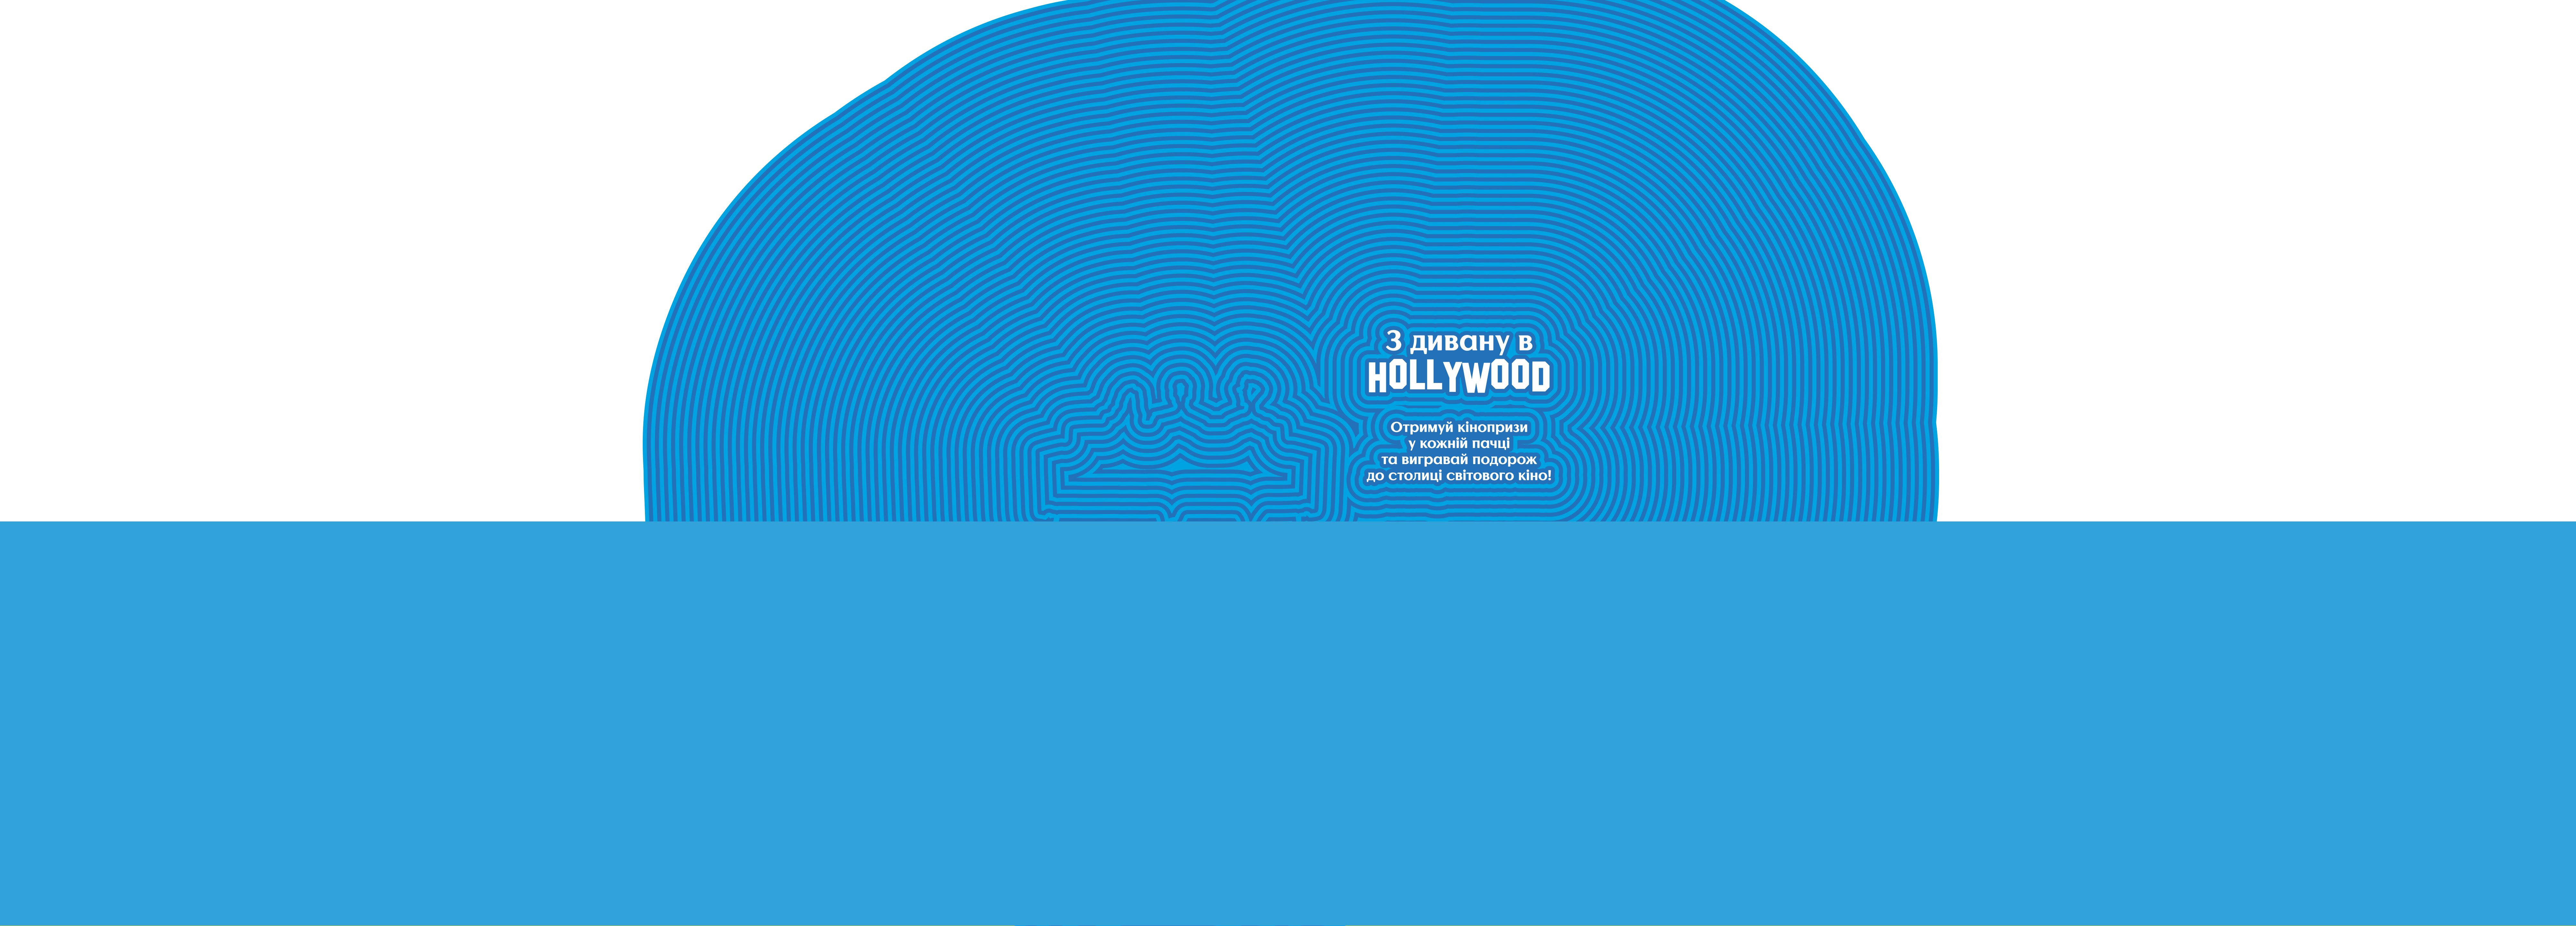 З дивану в
HOLLYWOOD
Отримуй кінопризи
у кожній пачці
та вигравай подорож
до столиці світового кіно!